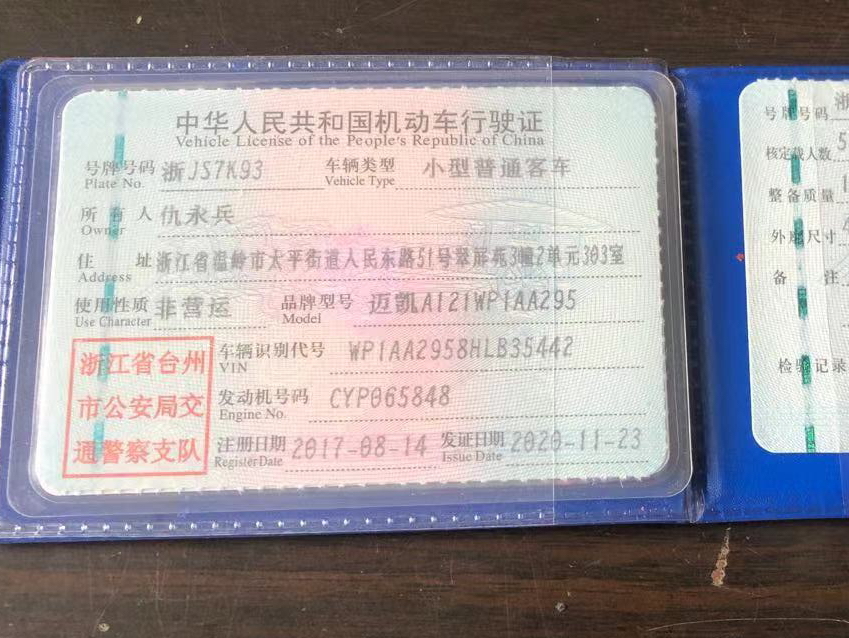 中华人民共和国机动车行驶证
Vehicle License of the People's Republic of China
号牌号码 浙JS7K93 车辆类型 小型普通客车
Plate No. Vehicle Type
所有人 仇永兵
Owner
住址 浙江省温岭市太平街道人民东路51号翠屏苑3幢2单元303室
Address
使用性质 非营运 品牌型号 迈凯A121WP1AA295
Use Character Model
浙江省台州
市公安局交
通警察支队
车辆识别代号 WP1AA2958HLB35442
VIN
发动机号码 CYP065848
Engine No.
注册日期 2017-08-14 发证日期 2020-11-23
Register Date Issue Date
号牌号码 浙
核定载人数 5
整备质量
外廓尺寸
备注
检验记录